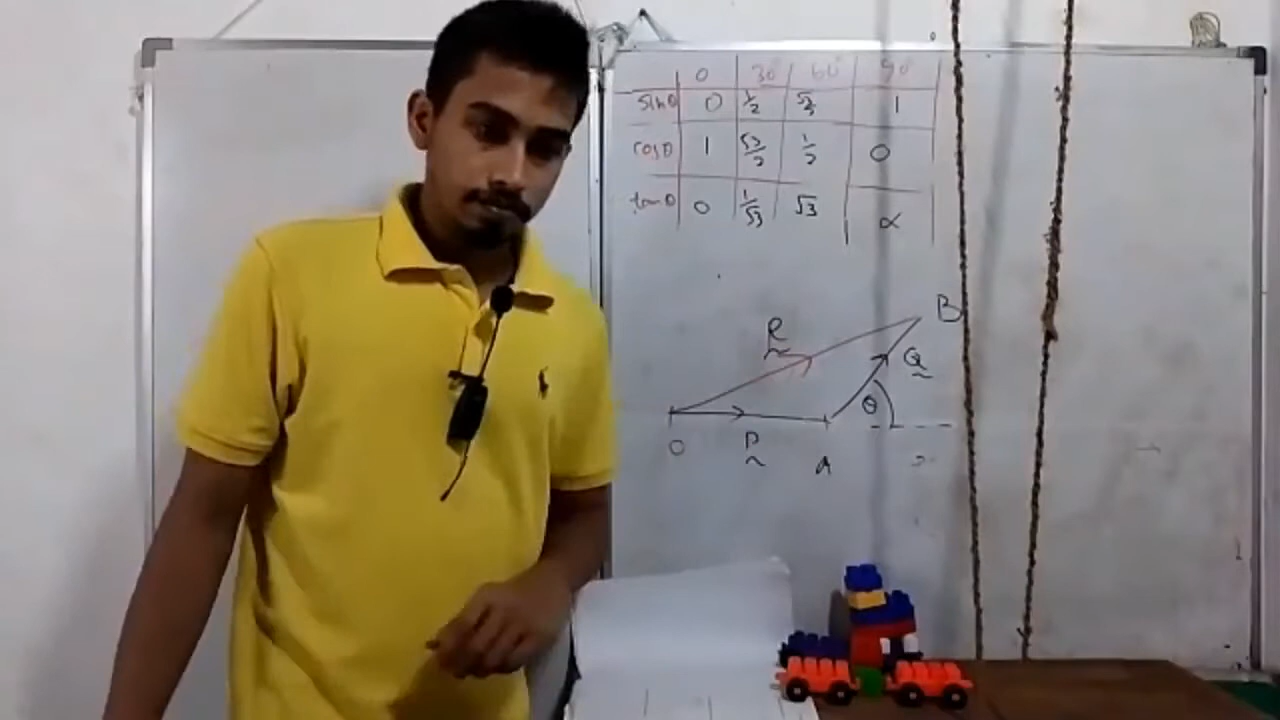 0 30° 60° 90°
sinθ 0 1/2 √3/2 1
cosθ 1 √3/2 1/2 0
tanθ 0 1/√3 √3 α
B
R
Q
θ
O P A